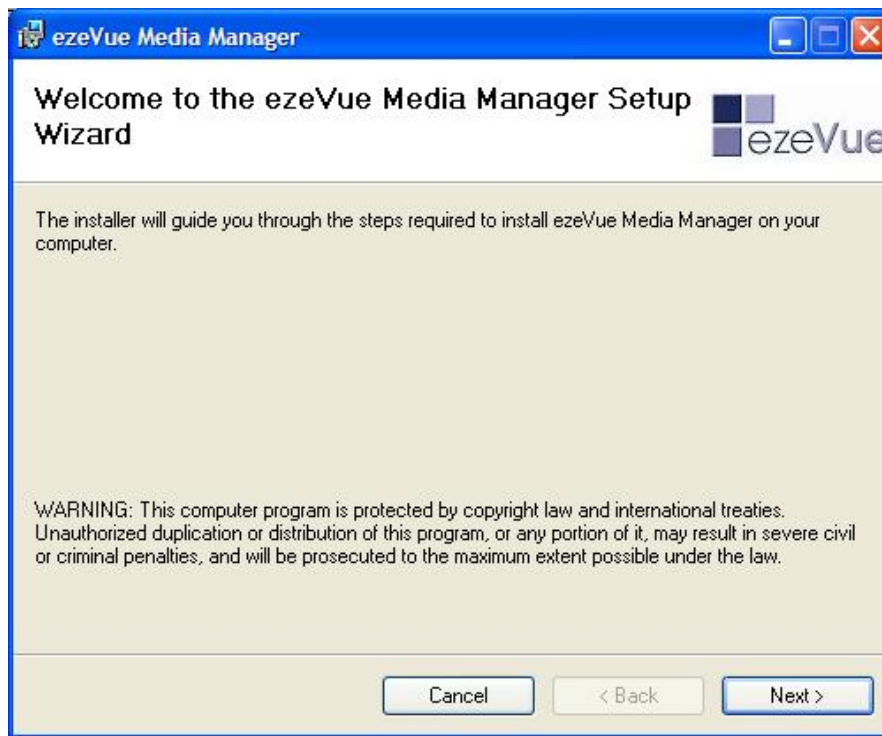 ezeVue Media Manager
Welcome to the ezeVue Media Manager Setup
Wizard
ezeVue
The installer will guide you through the steps required to install ezeVue Media Manager on your
computer.
WARNING: This computer program is protected by copyright law and international treaties.
Unauthorized duplication or distribution of this program, or any portion of it, may result in severe civil
or criminal penalties, and will be prosecuted to the maximum extent possible under the law.
Cancel
< Back
Next >